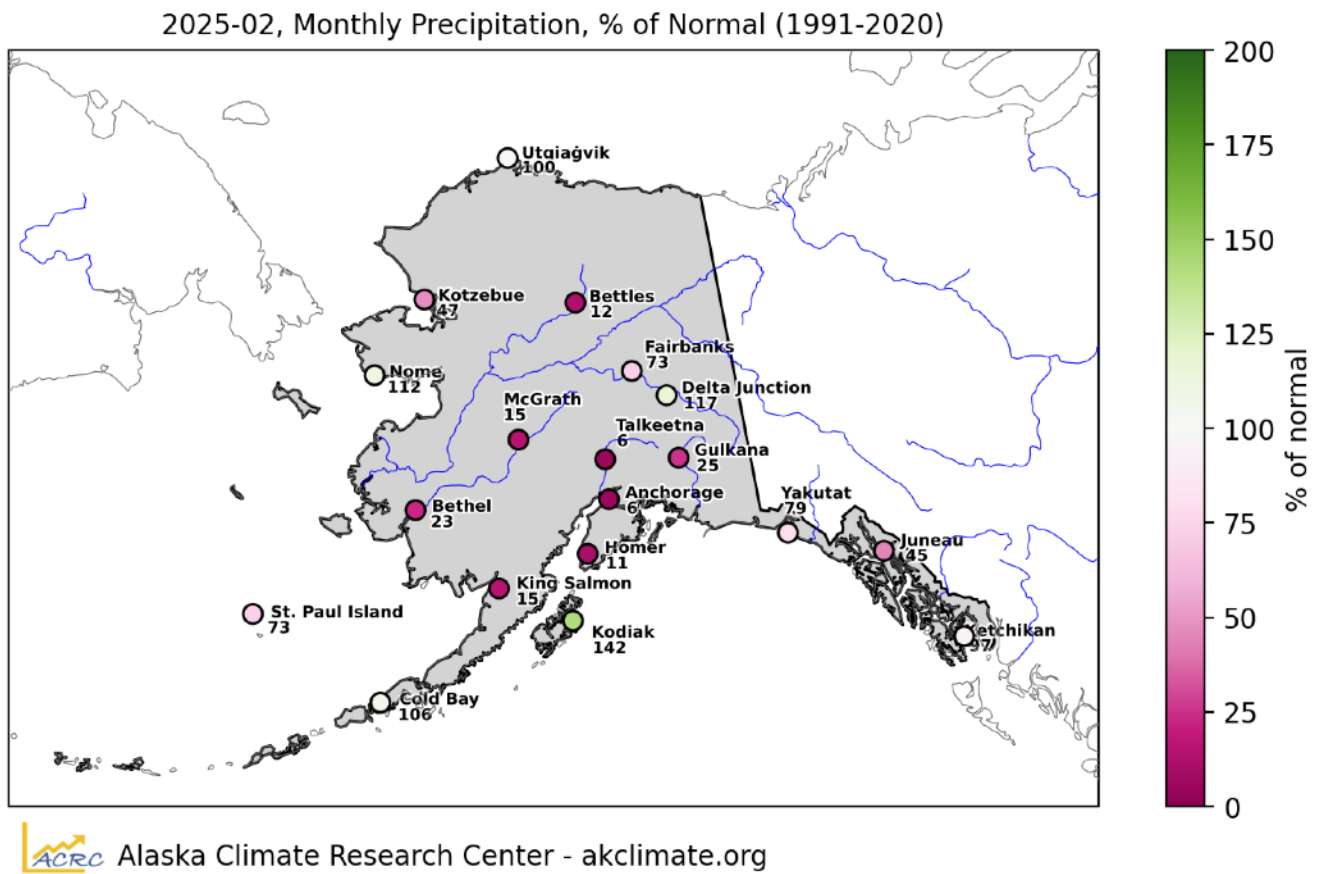 2025-02, Monthly Precipitation, % of Normal (1991-2020)
Utqiaġvik
100
Kotzebue
47
Bettles
12
Fairbanks
73
Nome
112
Delta Junction
117
McGrath
15
Talkeetna
6
Gulkana
25
Anchorage
6
Yakutat
79
Bethel
23
Juneau
45
Homer
11
King Salmon
15
St. Paul Island
73
Kodiak
142
Ketchikan
97
Cold Bay
106
200
175
150
125
100
75
50
25
0
% of normal
ACRC Alaska Climate Research Center - akclimate.org